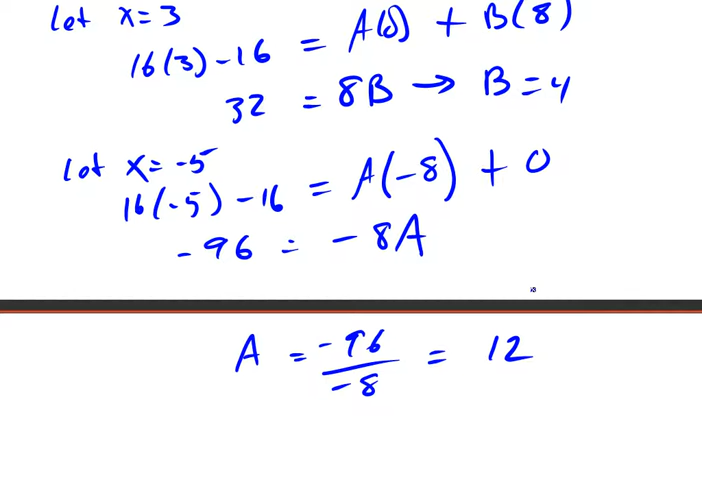 let x=3
16(3)-16 = A(0) + B(8)
32 = 8B → B=4
let x=-5
16(-5)-16 = A(-8) + 0
-96 = -8A
A = -96/-8 = 12